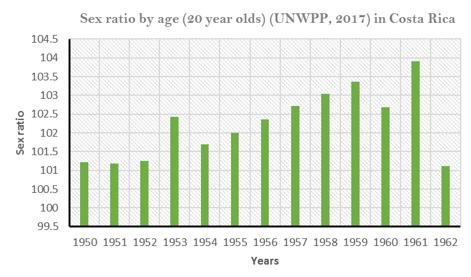 Sex ratio by age (20 year olds) (UNWPP, 2017) in Costa Rica
104.5
104
103.5
103
102.5
102
101.5
101
100.5
100
99.5
Sex ratio
1950 1951 1952 1953 1954 1955 1956 1957 1958 1959 1960 1961 1962
Years